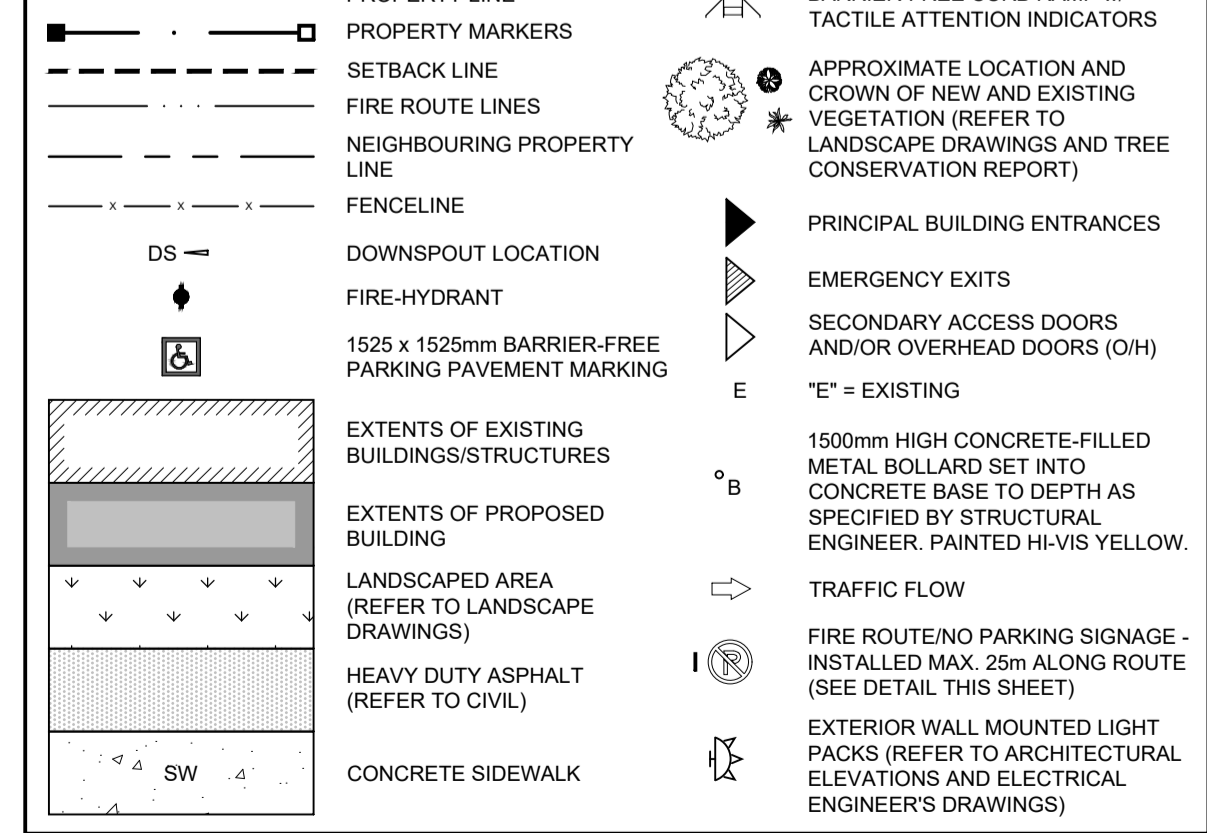 PROPERTY MARKERS
SETBACK LINE
FIRE ROUTE LINES
NEIGHBOURING PROPERTY
LINE
x x x
FENCELINE
DS
DOWNSPOUT LOCATION
FIRE-HYDRANT
1525 x 1525mm BARRIER-FREE
PARKING PAVEMENT MARKING
EXTENTS OF EXISTING
BUILDINGS/STRUCTURES
EXTENTS OF PROPOSED
BUILDING
LANDSCAPED AREA
(REFER TO LANDSCAPE
DRAWINGS)
HEAVY DUTY ASPHALT
(REFER TO CIVIL)
SW
CONCRETE SIDEWALK
TACTILE ATTENTION INDICATORS
APPROXIMATE LOCATION AND
CROWN OF NEW AND EXISTING
VEGETATION (REFER TO
LANDSCAPE DRAWINGS AND TREE
CONSERVATION REPORT)
PRINCIPAL BUILDING ENTRANCES
EMERGENCY EXITS
SECONDARY ACCESS DOORS
AND/OR OVERHEAD DOORS (O/H)
E
"E" = EXISTING
B
1500mm HIGH CONCRETE-FILLED
METAL BOLLARD SET INTO
CONCRETE BASE TO DEPTH AS
SPECIFIED BY STRUCTURAL
ENGINEER. PAINTED HI-VIS YELLOW.
TRAFFIC FLOW
P
FIRE ROUTE/NO PARKING SIGNAGE -
INSTALLED MAX. 25m ALONG ROUTE
(SEE DETAIL THIS SHEET)
EXTERIOR WALL MOUNTED LIGHT
PACKS (REFER TO ARCHITECTURAL
ELEVATIONS AND ELECTRICAL
ENGINEER'S DRAWINGS)